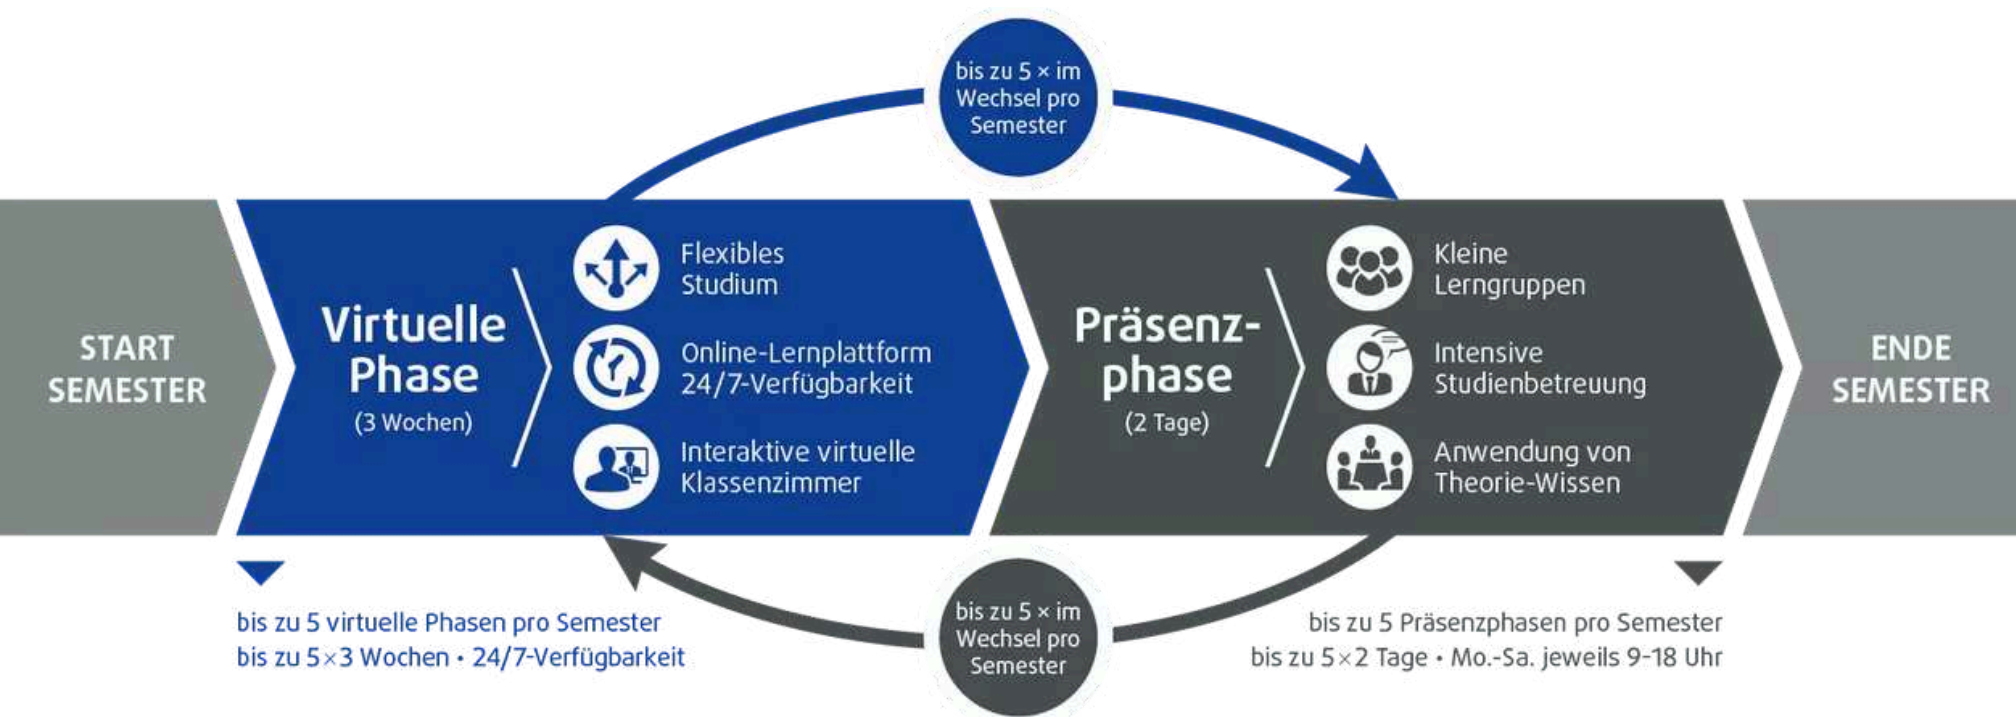 bis zu 5 × im
Wechsel pro
Semester
START
SEMESTER
Virtuelle
Phase
(3 Wochen)
Flexibles
Studium
Online-Lernplattform
24/7-Verfügbarkeit
Interaktive virtuelle
Klassenzimmer
Präsenz-
phase
(2 Tage)
Kleine
Lerngruppen
Intensive
Studienbetreuung
Anwendung von
Theorie-Wissen
ENDE
SEMESTER
bis zu 5 virtuelle Phasen pro Semester
bis zu 5×3 Wochen • 24/7-Verfügbarkeit
bis zu 5 × im
Wechsel pro
Semester
bis zu 5 Präsenzphasen pro Semester
bis zu 5×2 Tage • Mo.-Sa. jeweils 9-18 Uhr